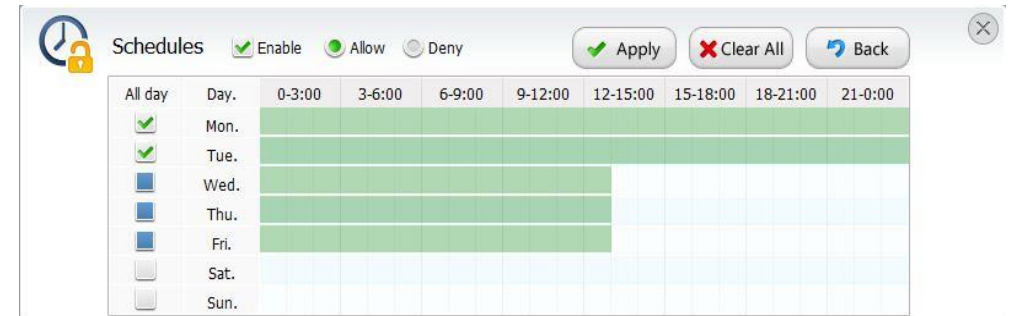 Schedules Enable Allow Deny Apply Clear All Back
All day Day. 0-3:00 3-6:00 6-9:00 9-12:00 12-15:00 15-18:00 18-21:00 21-0:00
Mon.
Tue.
Wed.
Thu.
Fri.
Sat.
Sun.